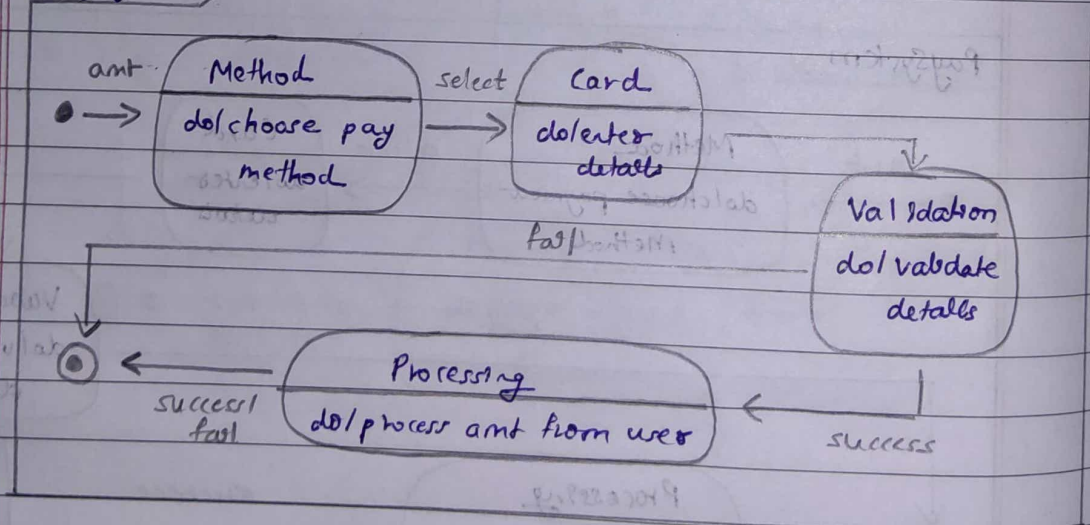 amt
Method
do/choose pay
method
select
Card
do/enter
details
Validation
do/validate
details
fail
Processing
do/process amt from user
success/
fail
success